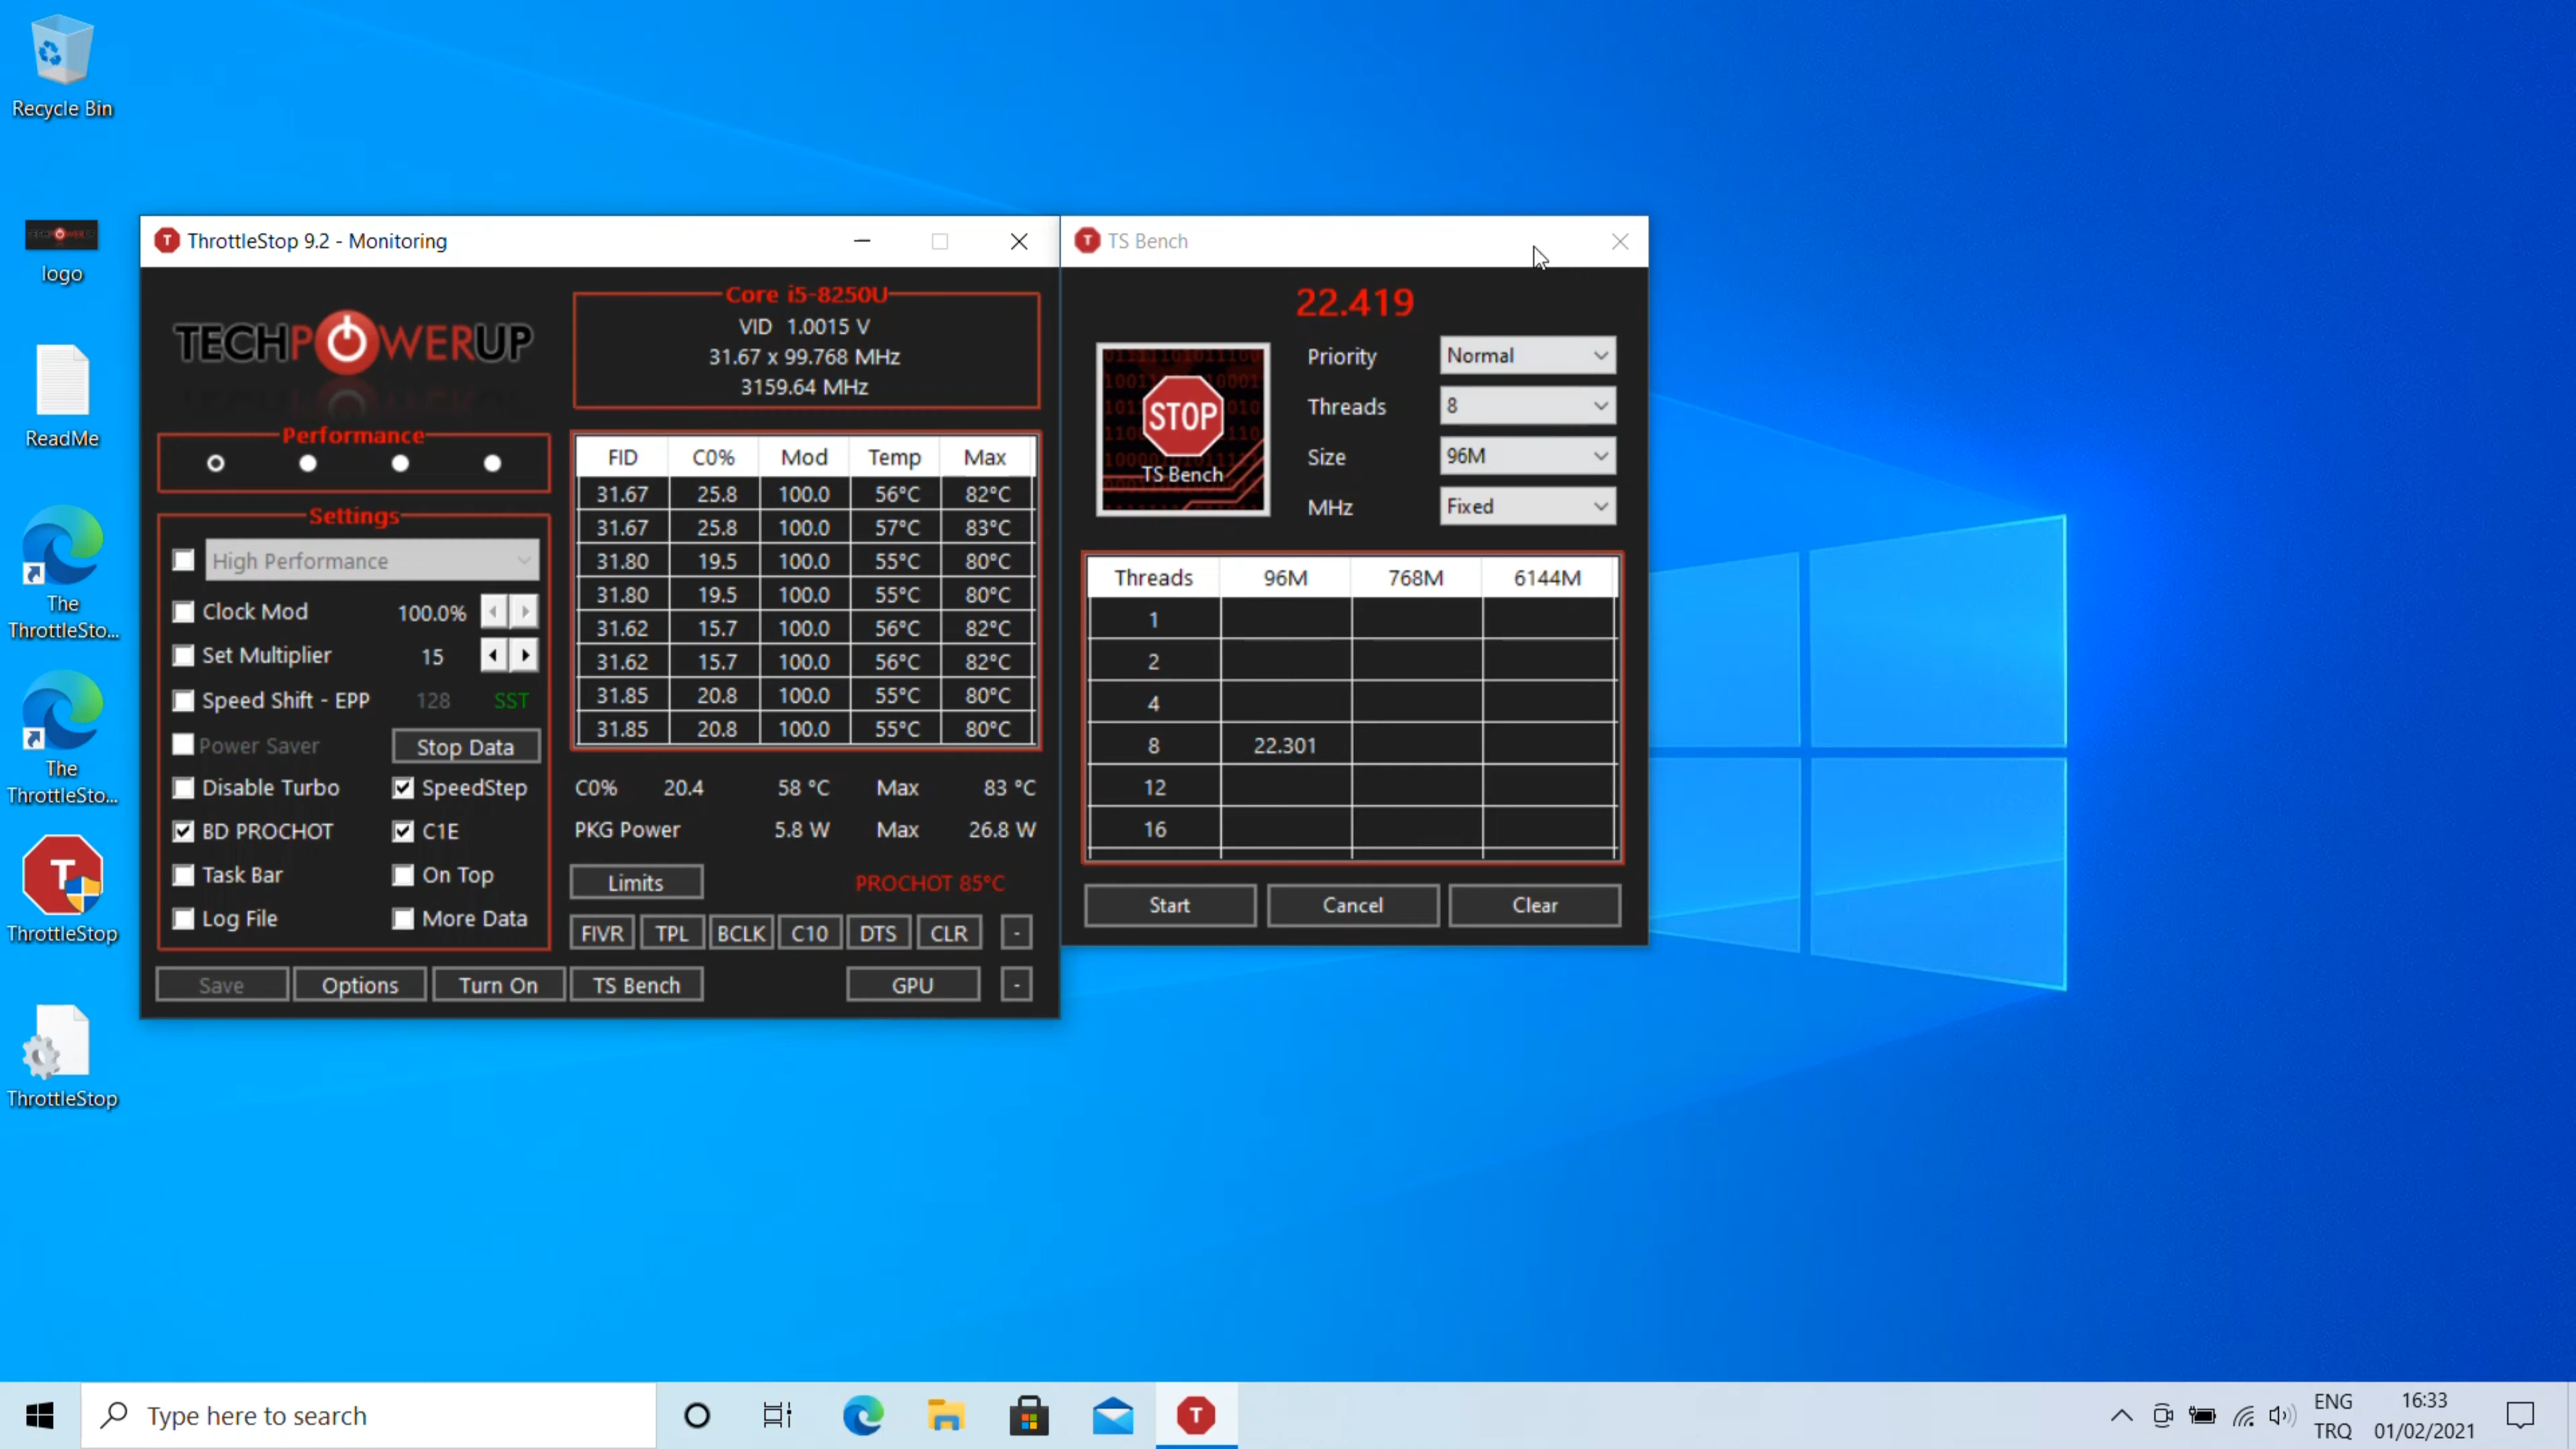 Recycle Bin
logo
ReadMe
The
ThrottleSto...
The
ThrottleSto...
T
ThrottleStop
ThrottleStop
T ThrottleStop 9.2 - Monitoring
TECHPOWERUP
Performance
Settings
High Performance
Clock Mod 100.0%
Set Multiplier 15
Speed Shift - EPP 128 SST
Power Saver Stop Data
Disable Turbo SpeedStep
BD PROCHOT C1E
Task Bar On Top
Log File More Data
Save Options Turn On TS Bench GPU -
Core i5-8250U
VID 1.0015 V
31.67 x 99.768 MHz
3159.64 MHz
FID C0% Mod Temp Max
31.67 25.8 100.0 56°C 82°C
31.67 25.8 100.0 57°C 83°C
31.80 19.5 100.0 55°C 80°C
31.80 19.5 100.0 55°C 80°C
31.62 15.7 100.0 56°C 82°C
31.62 15.7 100.0 56°C 82°C
31.85 20.8 100.0 55°C 80°C
31.85 20.8 100.0 55°C 80°C
C0% 20.4 58 °C Max 83 °C
PKG Power 5.8 W Max 26.8 W
Limits PROCHOT 85°C
FIVR TPL BCLK C10 DTS CLR -
T TS Bench
22.419
STOP
TS Bench
Priority Normal
Threads 8
Size 96M
MHz Fixed
Threads 96M 768M 6144M
1
2
4
8 22.301
12
16
Start Cancel Clear
Type here to search
T
ENG
TRQ
16:33
01/02/2021